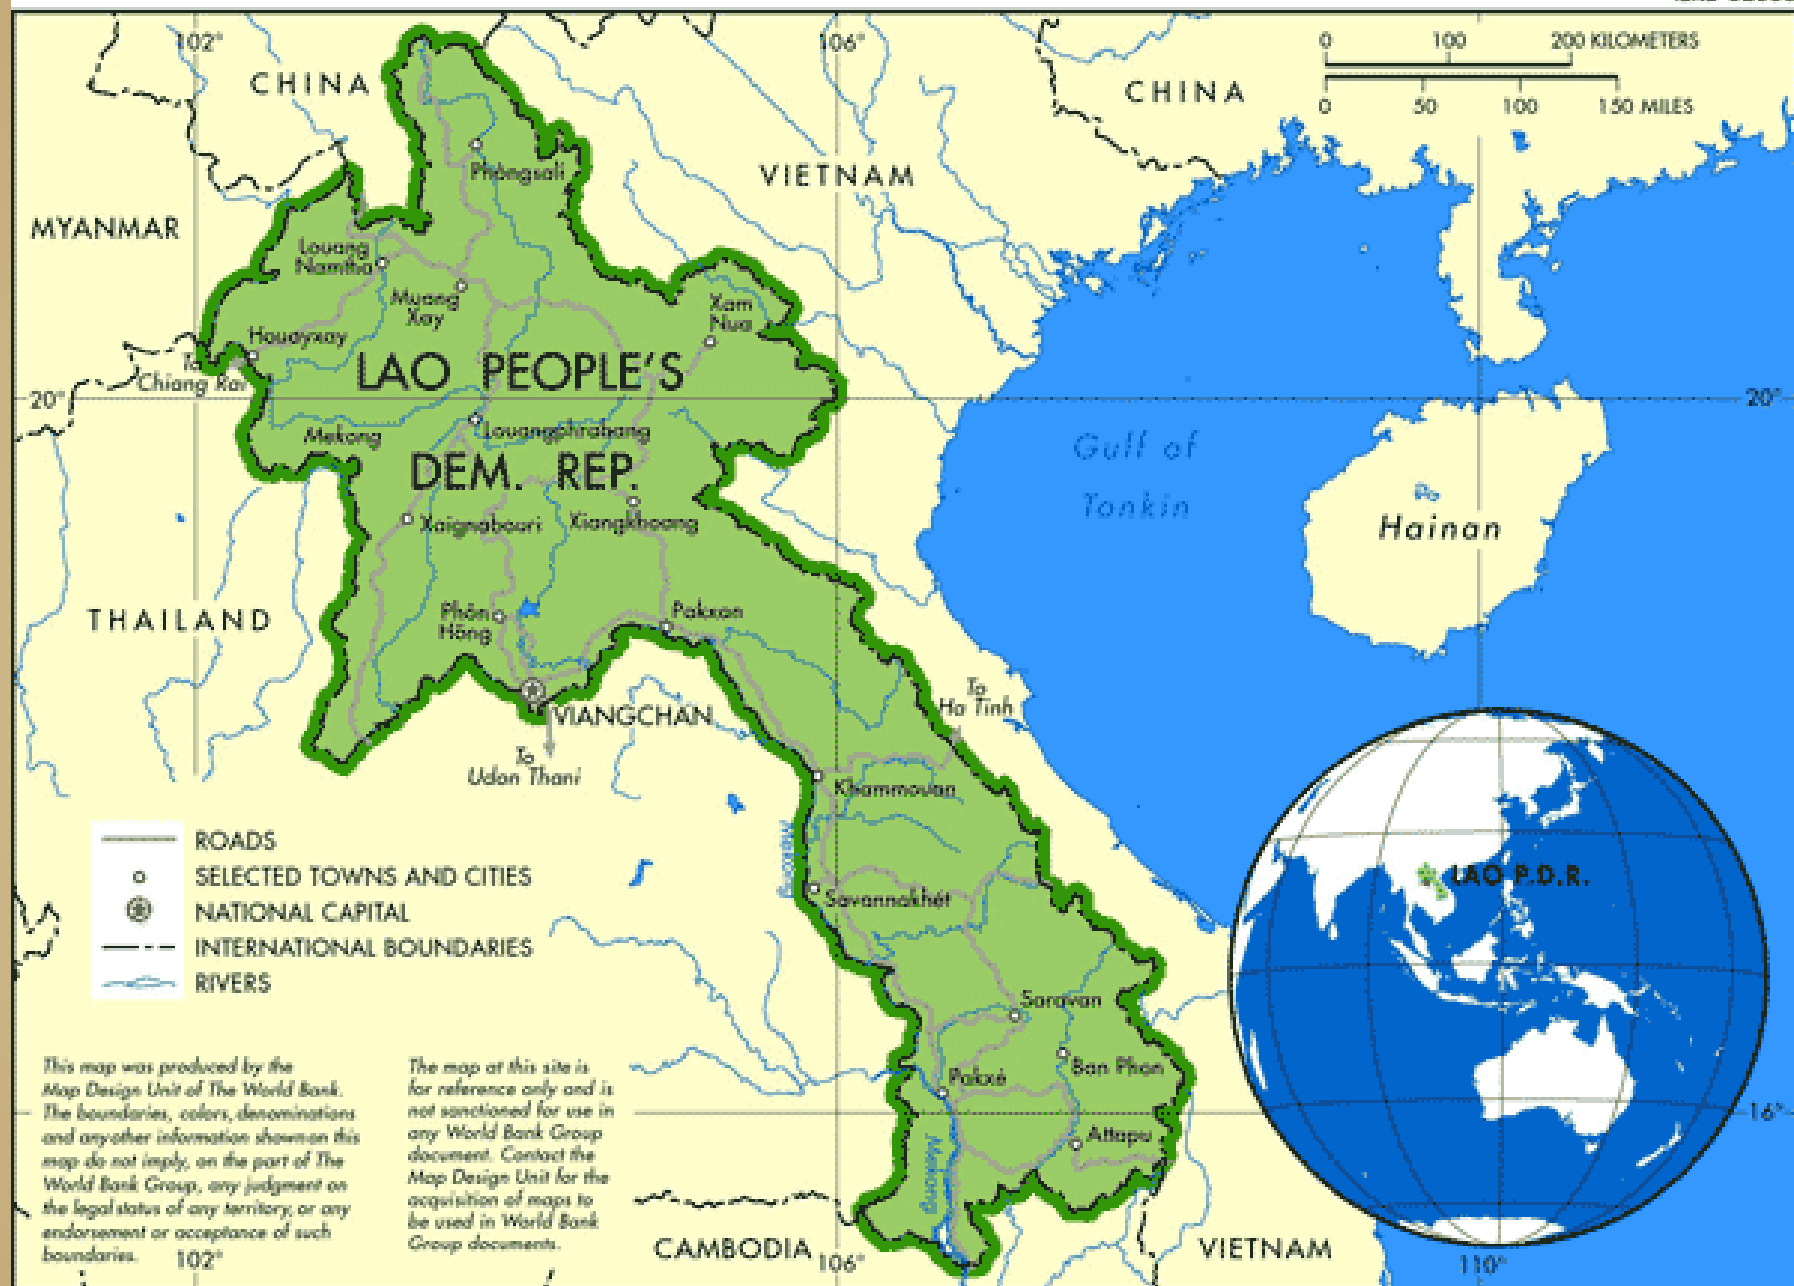 102°
106°
0 100 200 KILOMETERS
0 50 100 150 MILES
CHINA
CHINA
VIETNAM
MYANMAR
Phôngsali
Louang
Namtha
Muang
Xay
Xam
Nua
Houayxay
To
Chiang Rai
LAO PEOPLE'S
20°
20°
Mekong
Louangphrabang
DEM. REP.
Gulf of
Tonkin
Hainan
Xaignabouri
Xiangkhoang
THAILAND
Phôn
Hông
Pakxan
VIANGCHAN
To
Udon Thani
To
Ha Tinh
Khammouan
Mekong
Savannakhét
LAO P.D.R.
ROADS
SELECTED TOWNS AND CITIES
NATIONAL CAPITAL
INTERNATIONAL BOUNDARIES
RIVERS
Saravan
Ban Phon
Pakxé
Attapu
Mekong
16°
This map was produced by the
Map Design Unit of The World Bank.
The boundaries, colors, denominations
and any other information shown on this
map do not imply, on the part of The
World Bank Group, any judgment on
the legal status of any territory, or any
endorsement or acceptance of such
boundaries.
The map at this site is
for reference only and is
not sanctioned for use in
any World Bank Group
document. Contact the
Map Design Unit for the
acquisition of maps to
be used in World Bank
Group documents.
CAMBODIA
VIETNAM
102°
106°
110°